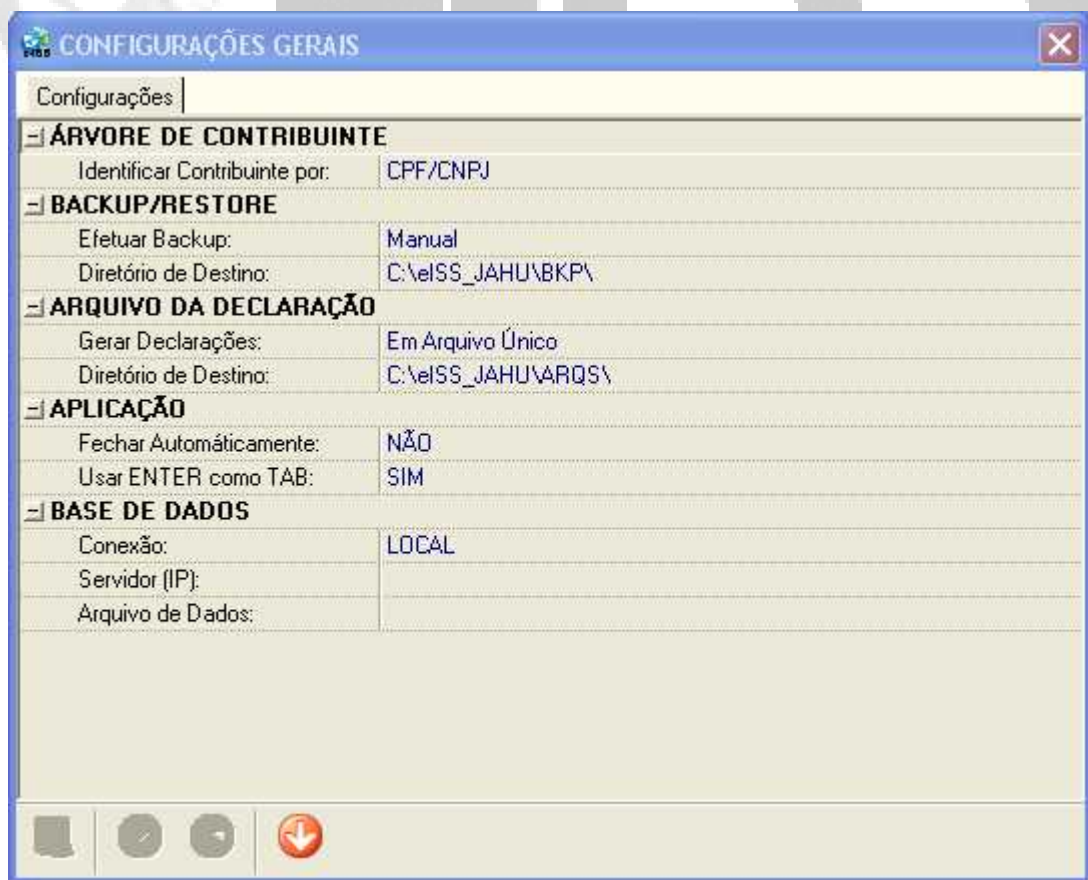 CONFIGURAÇÕES GERAIS
Configurações
ÁRVORE DE CONTRIBUINTE
Identificar Contribuinte por: CPF/CNPJ
BACKUP/RESTORE
Efetuar Backup: Manual
Diretório de Destino: C:\eISS_JAHU\BKP\
ARQUIVO DA DECLARAÇÃO
Gerar Declarações: Em Arquivo Único
Diretório de Destino: C:\eISS_JAHU\ARQS\
APLICAÇÃO
Fechar Automáticamente: NÃO
Usar ENTER como TAB: SIM
BASE DE DADOS
Conexão: LOCAL
Servidor (IP):
Arquivo de Dados: